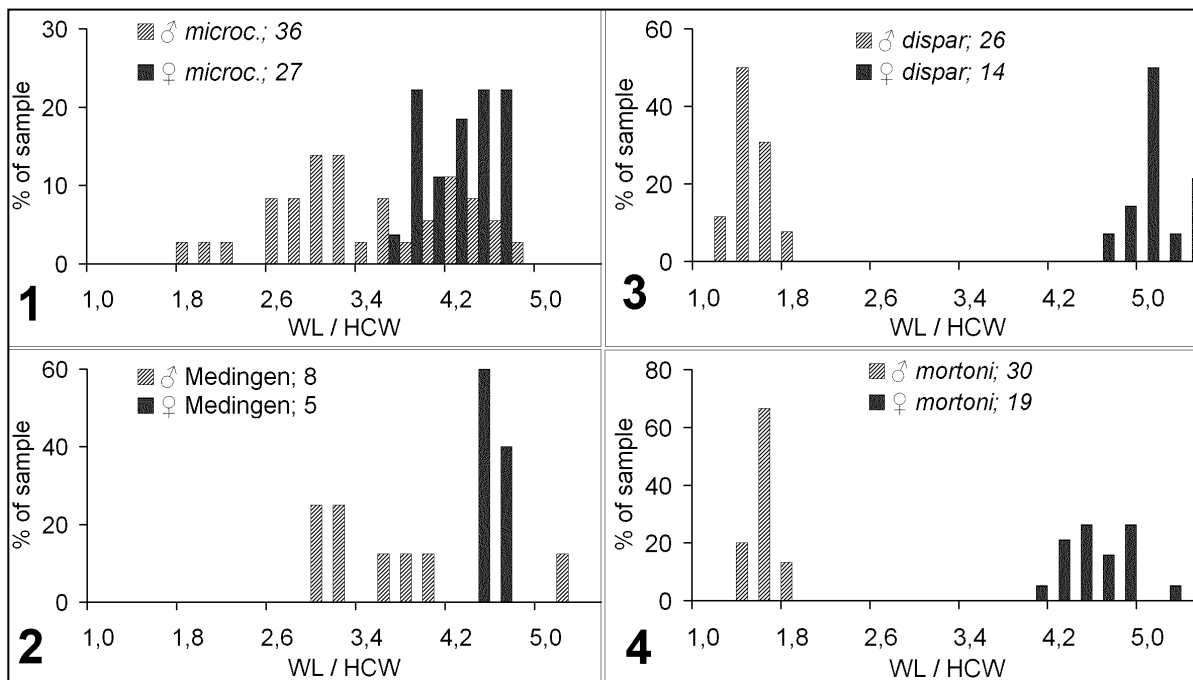 30
♂ microc.; 36
♀ microc.; 27
20
10
0
% of sample
1,0 1,8 2,6 3,4 4,2 5,0
WL / HCW
1
60
♂ dispar; 26
♀ dispar; 14
40
20
0
% of sample
1,0 1,8 2,6 3,4 4,2 5,0
WL / HCW
3
60
♂ Medingen; 8
♀ Medingen; 5
40
20
0
% of sample
1,0 1,8 2,6 3,4 4,2 5,0
WL / HCW
2
80
♂ mortoni; 30
♀ mortoni; 19
60
40
20
0
% of sample
1,0 1,8 2,6 3,4 4,2 5,0
WL / HCW
4